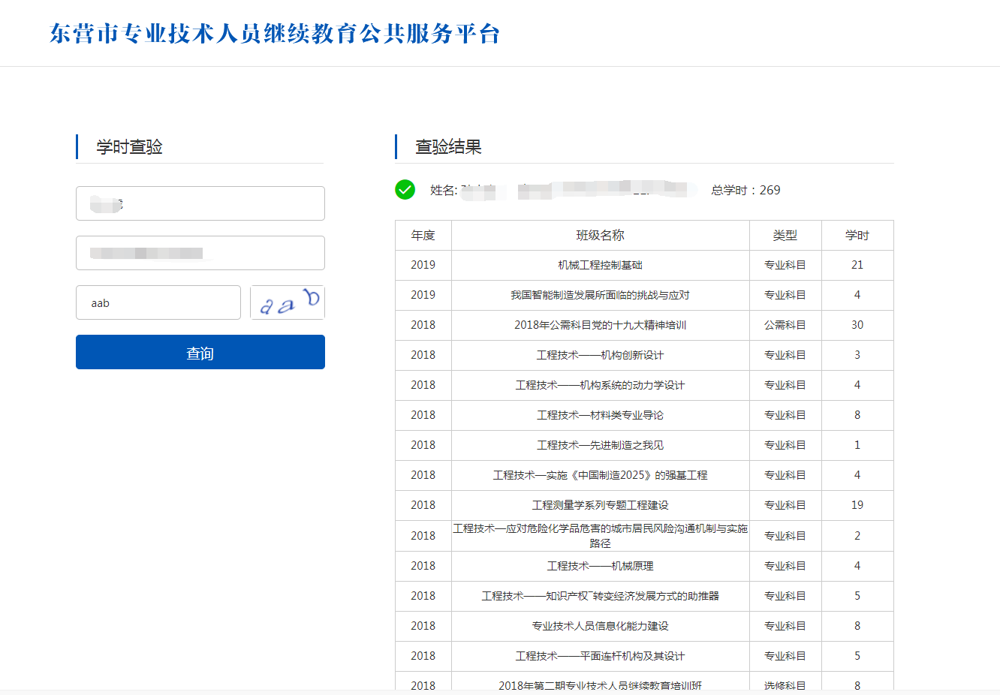 东营市专业技术人员继续教育公共服务平台
学时查验
aab
aab
查询
查验结果
姓名:
总学时：269
年度 班级名称 类型 学时
2019 机械工程控制基础 专业科目 21
2019 我国智能制造发展所面临的挑战与应对 专业科目 4
2018 2018年公需科目党的十九大精神培训 公需科目 30
2018 工程技术——机构创新设计 专业科目 3
2018 工程技术——机构系统的动力学设计 专业科目 4
2018 工程技术—材料类专业导论 专业科目 8
2018 工程技术—先进制造之我见 专业科目 1
2018 工程技术—实施《中国制造2025》的强基工程 专业科目 4
2018 工程测量学系列专题工程建设 专业科目 19
2018 工程技术—应对危险化学品危害的城市居民风险沟通机制与实施
路径 专业科目 2
2018 工程技术——机械原理 专业科目 4
2018 工程技术——知识产权¯转变经济发展方式的助推器 专业科目 5
2018 专业技术人员信息化能力建设 专业科目 8
2018 工程技术——平面连杆机构及其设计 专业科目 5
2018 2018年第二期专业技术人员继续教育培训班 选修科目 8